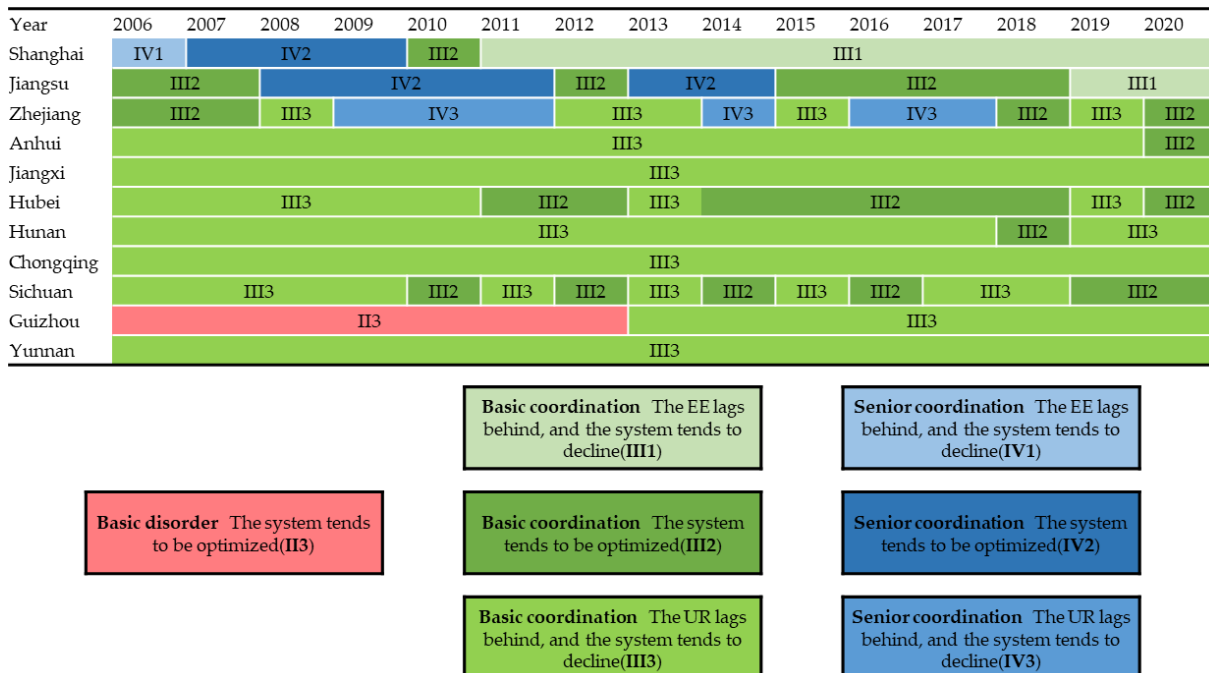 Year 2006 2007 2008 2009 2010 2011 2012 2013 2014 2015 2016 2017 2018 2019 2020
Shanghai IV1 IV2 III2 III1
Jiangsu III2 IV2 III2 IV2 III2 III1
Zhejiang III2 III3 IV3 III3 IV3 III3 IV3 III2 III3 III2
Anhui III3 III2
Jiangxi III3
Hubei III3 III2 III3 III2 III3 III2
Hunan III3 III2 III3
Chongqing III3
Sichuan III3 III2 III3 III2 III3 III2 III3 III2 III3 III2
Guizhou II3 III3
Yunnan III3
Basic coordination The EE lags
behind, and the system tends to
decline(III1)
Senior coordination The EE lags
behind, and the system tends to
decline(IV1)
Basic disorder The system tends
to be optimized(II3)
Basic coordination The system
tends to be optimized(III2)
Senior coordination The system
tends to be optimized(IV2)
Basic coordination The UR lags
behind, and the system tends to
decline(III3)
Senior coordination The UR lags
behind, and the system tends to
decline(IV3)